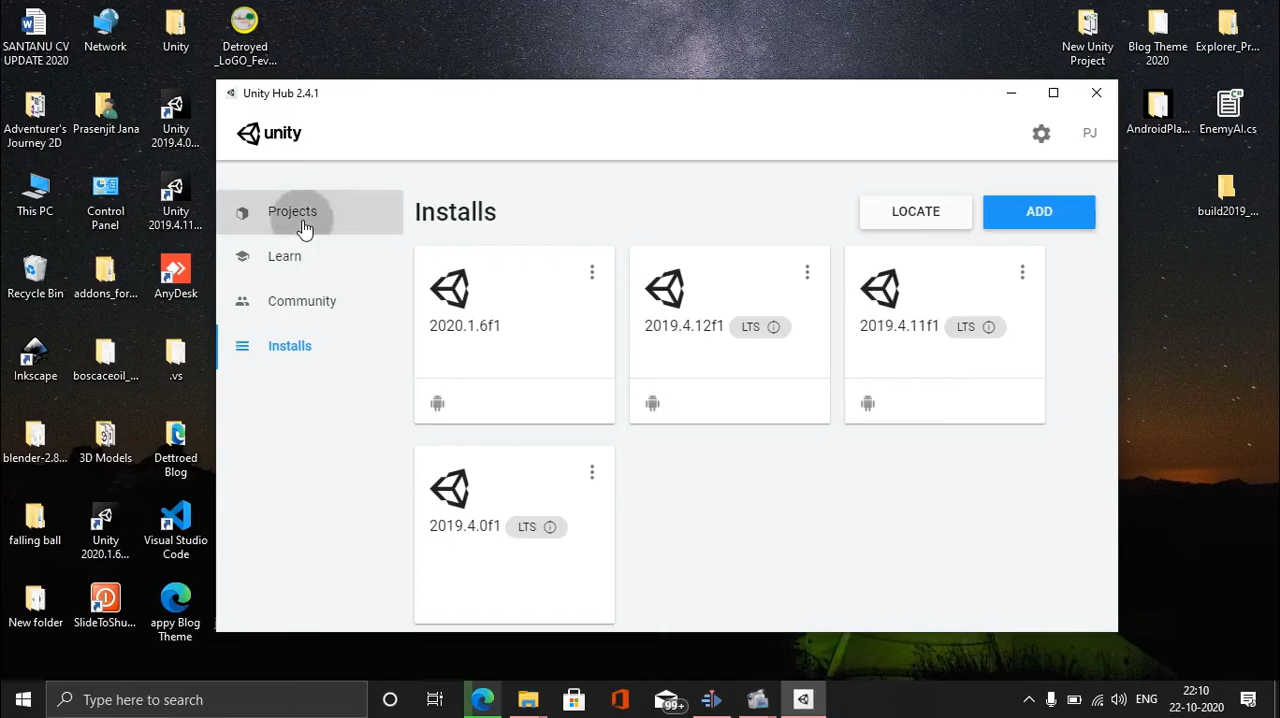 SANTANU CV
UPDATE 2020
Network
Unity
Detroyed
_LoGO_Fev...
New Unity
Project
Blog Theme
2020
Explorer_Pr...
Unity Hub 2.4.1
unity
PJ
Adventurer's
Journey 2D
Prasenjit Jana
Unity
2019.4.0...
AndroidPla...
EnemyAI.cs
Projects
Learn
Community
Installs
Installs
LOCATE
ADD
2020.1.6f1
2019.4.12f1 LTS
2019.4.11f1 LTS
2019.4.0f1 LTS
This PC
Control
Panel
Unity
2019.4.11...
build2019_...
Recycle Bin
addons_for...
AnyDesk
Inkscape
boscaceoil_...
.vs
blender-2.8...
3D Models
Dettroed
Blog
falling ball
Unity
2020.1.6...
Visual Studio
Code
New folder
SlideToShu...
appy Blog
Theme
Type here to search
99+
ENG
22:10
22-10-2020